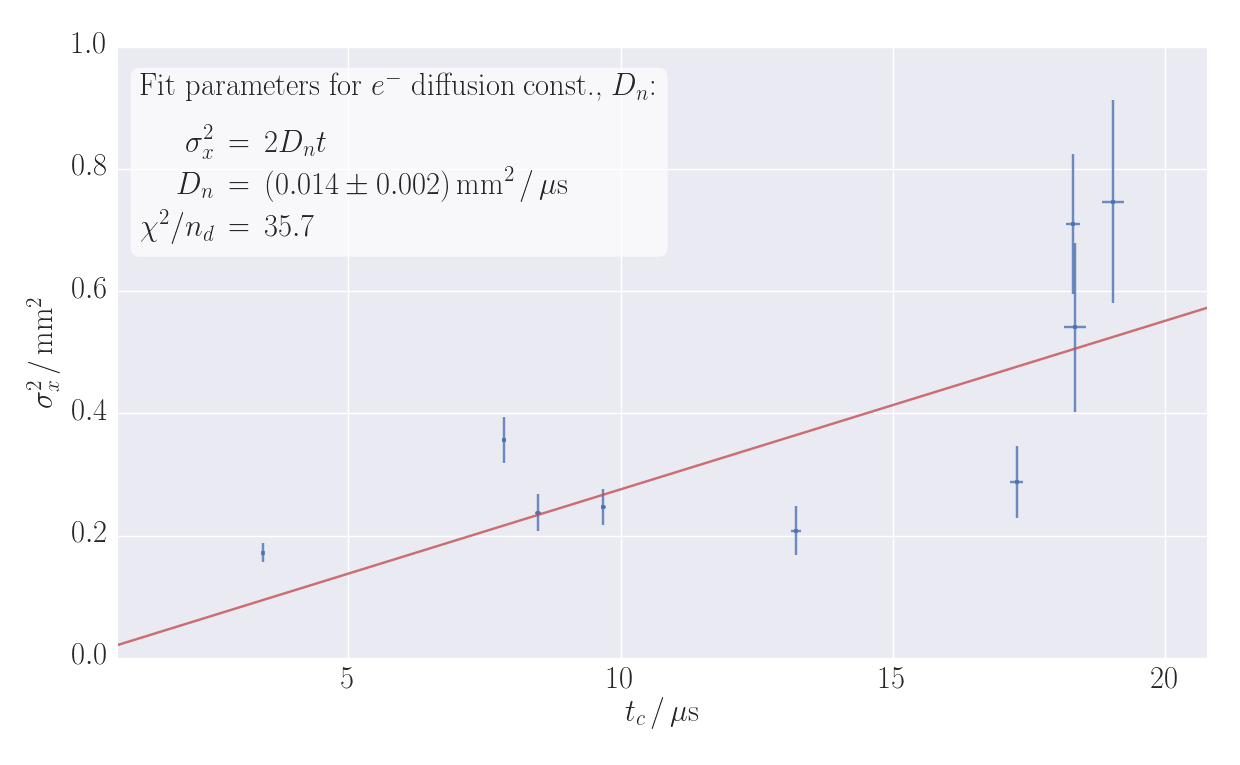 1.0
Fit parameters for e⁻ diffusion const., Dₙ:
σₓ² = 2Dₙt
0.8
Dₙ = (0.014 ± 0.002) mm² / μs
χ²/n_d = 35.7
0.6
σₓ² / mm²
0.4
0.2
0.0
5 10 15 20
t_c / μs